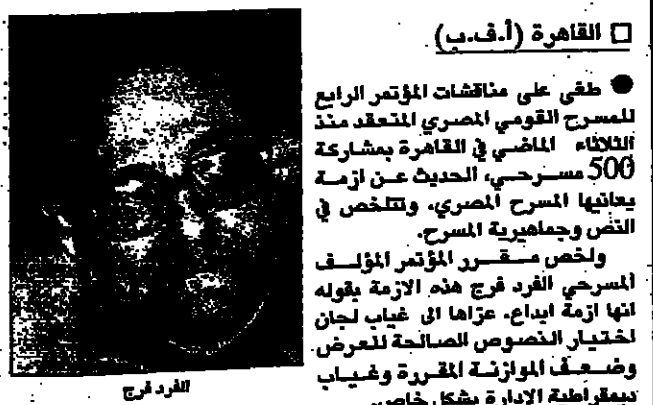 القاهرة (أ.ف.ب)
● طغى على مناقشات المؤتمر الرابع
للمسرح القومي المصري المنعقد منذ
الثلاثاء الماضي في القاهرة بمشاركة
500 مسرحي، الحديث عن ازمة
يعانيها المسرح المصري، وتتلخص في
النص وجماهيرية المسرح.
ولخص مقرر المؤتمر المؤلف
المسرحي الفرد فرج هذه الازمة بقوله
انها ازمة ابداع. عزاها الى غياب لجان
اختيار النصوص الصالحة للعرض
وضعف الموازنة المقررة وغياب
ديمقراطية الإدارة بشكل خاص.
الفرد فرج